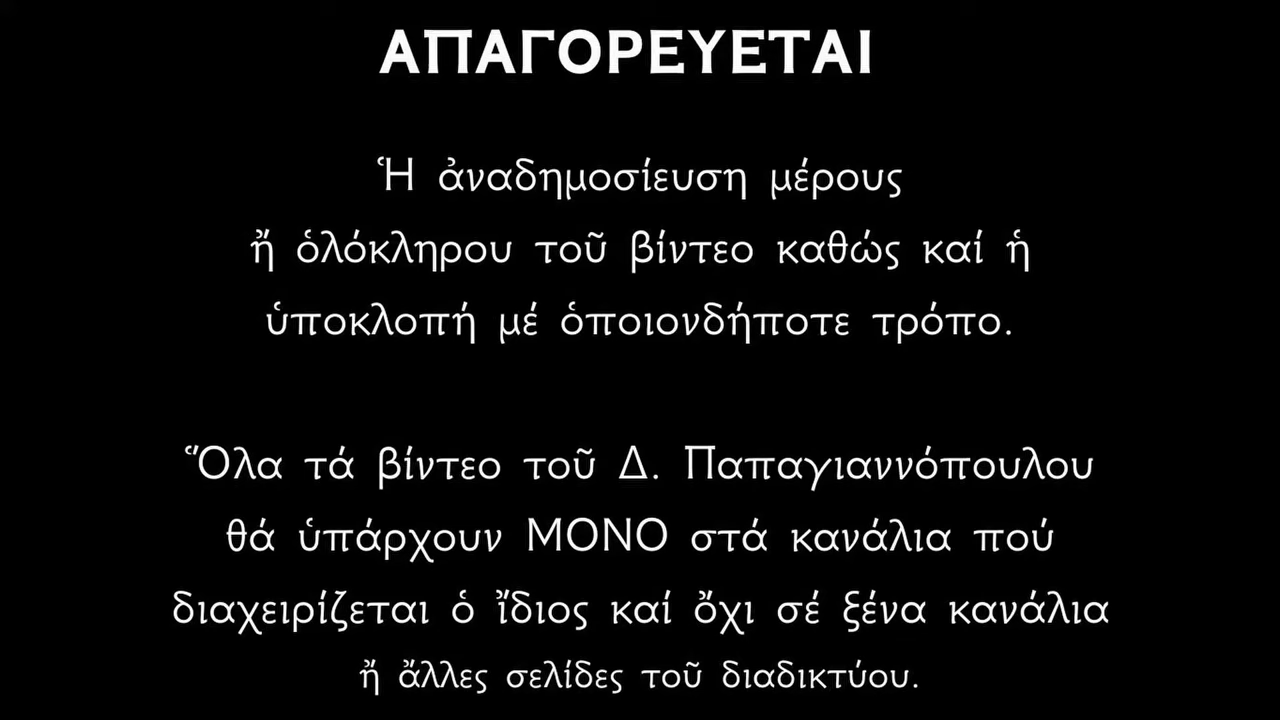 ΑΠΑΓΟΡΕΥΕΤΑΙ
Ἡ ἀναδημοσίευση μέρους
ἤ ὁλόκληρου τοῦ βίντεο καθώς καί ἡ
ὑποκλοπή μέ ὁποιονδήποτε τρόπο.
Ὅλα τά βίντεο τοῦ Δ. Παπαγιαννόπουλου
θά ὑπάρχουν ΜΟΝΟ στά κανάλια πού
διαχειρίζεται ὁ ἴδιος καί ὄχι σέ ξένα κανάλια
ἤ ἄλλες σελίδες τοῦ διαδικτύου.